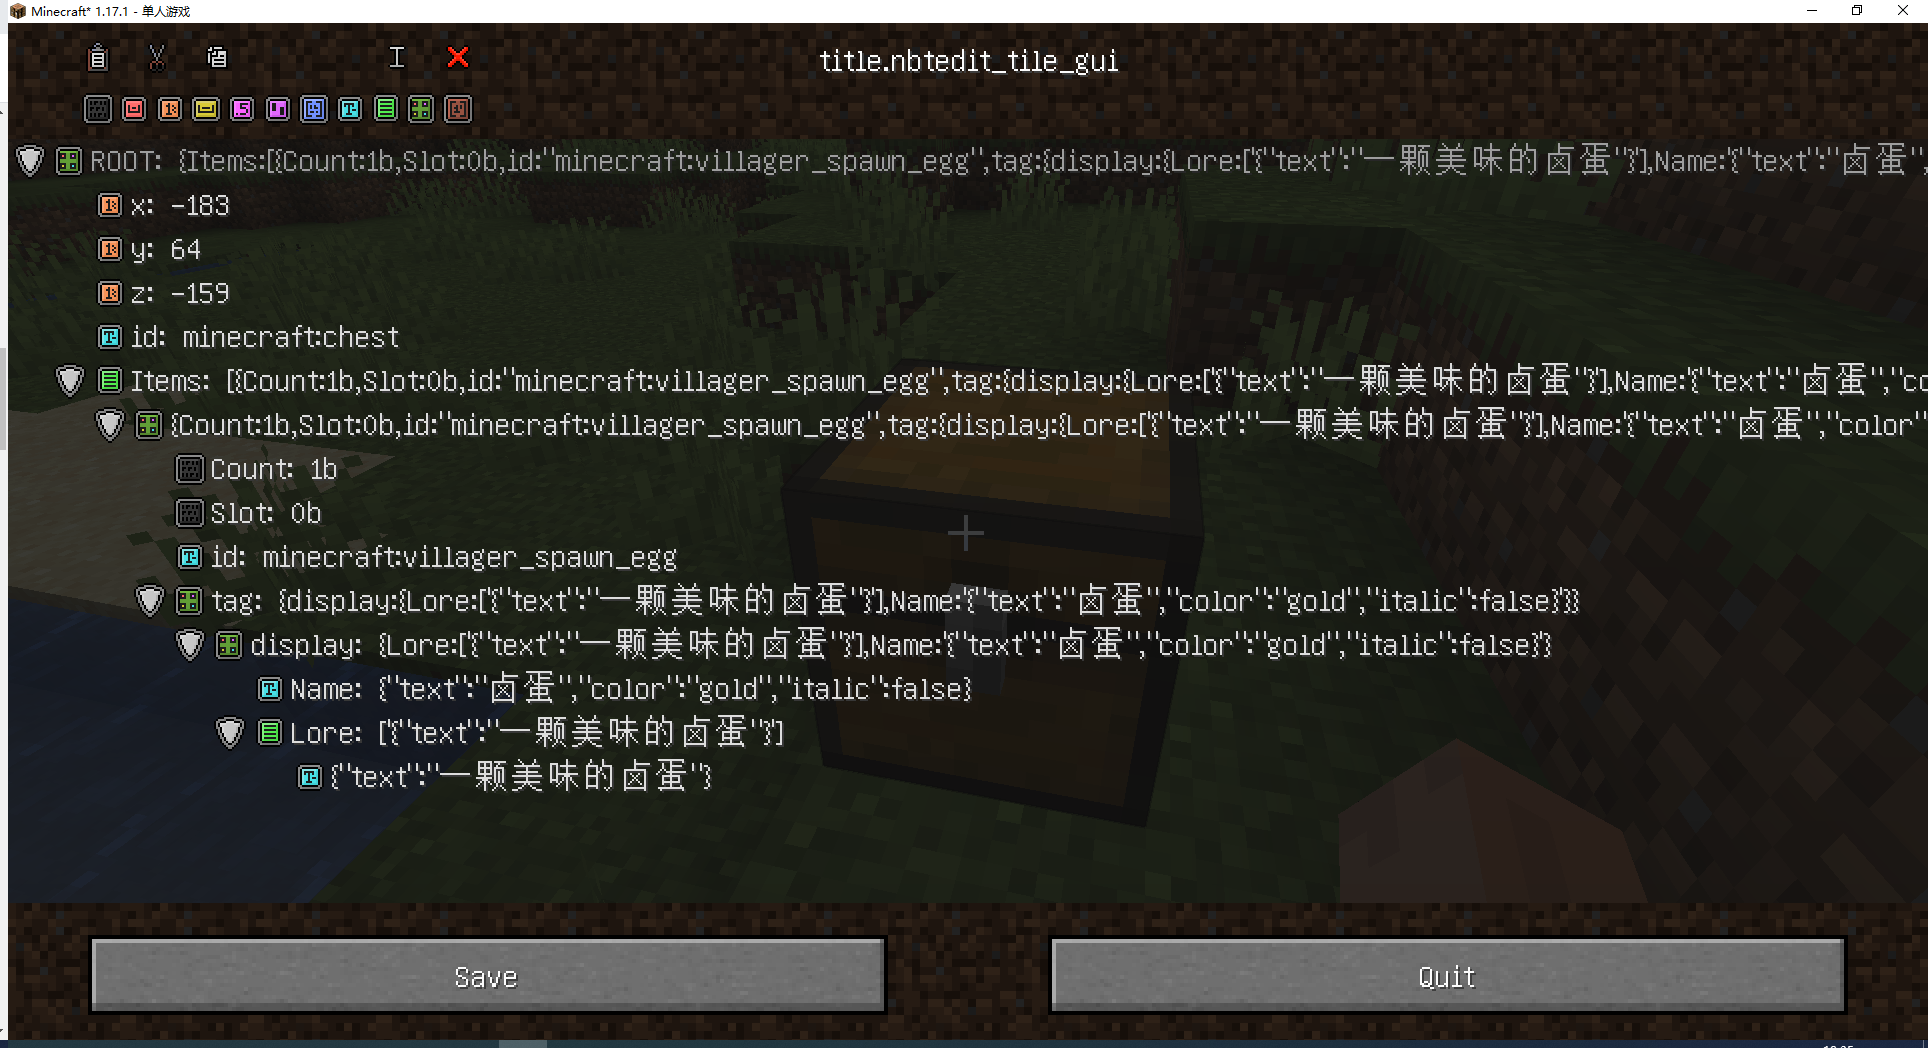 Minecraft* 1.17.1 - 单人游戏
title.nbtedit_tile_gui
ROOT: {Items:[{Count:1b,Slot:0b,id:"minecraft:villager_spawn_egg",tag:{display:{Lore:['{"text":"一颗美味的卤蛋"}'],Name:'{"text":"卤蛋",
x: -183
y: 64
z: -159
id: minecraft:chest
Items: [{Count:1b,Slot:0b,id:"minecraft:villager_spawn_egg",tag:{display:{Lore:['{"text":"一颗美味的卤蛋"}'],Name:'{"text":"卤蛋","co
{Count:1b,Slot:0b,id:"minecraft:villager_spawn_egg",tag:{display:{Lore:['{"text":"一颗美味的卤蛋"}'],Name:'{"text":"卤蛋","color"
Count: 1b
Slot: 0b
id: minecraft:villager_spawn_egg
tag: {display:{Lore:['{"text":"一颗美味的卤蛋"}'],Name:'{"text":"卤蛋","color":"gold","italic":false}'}}
display: {Lore:['{"text":"一颗美味的卤蛋"}'],Name:'{"text":"卤蛋","color":"gold","italic":false}'}
Name: {"text":"卤蛋","color":"gold","italic":false}
Lore: ['{"text":"一颗美味的卤蛋"}']
{"text":"一颗美味的卤蛋"}
Save
Quit